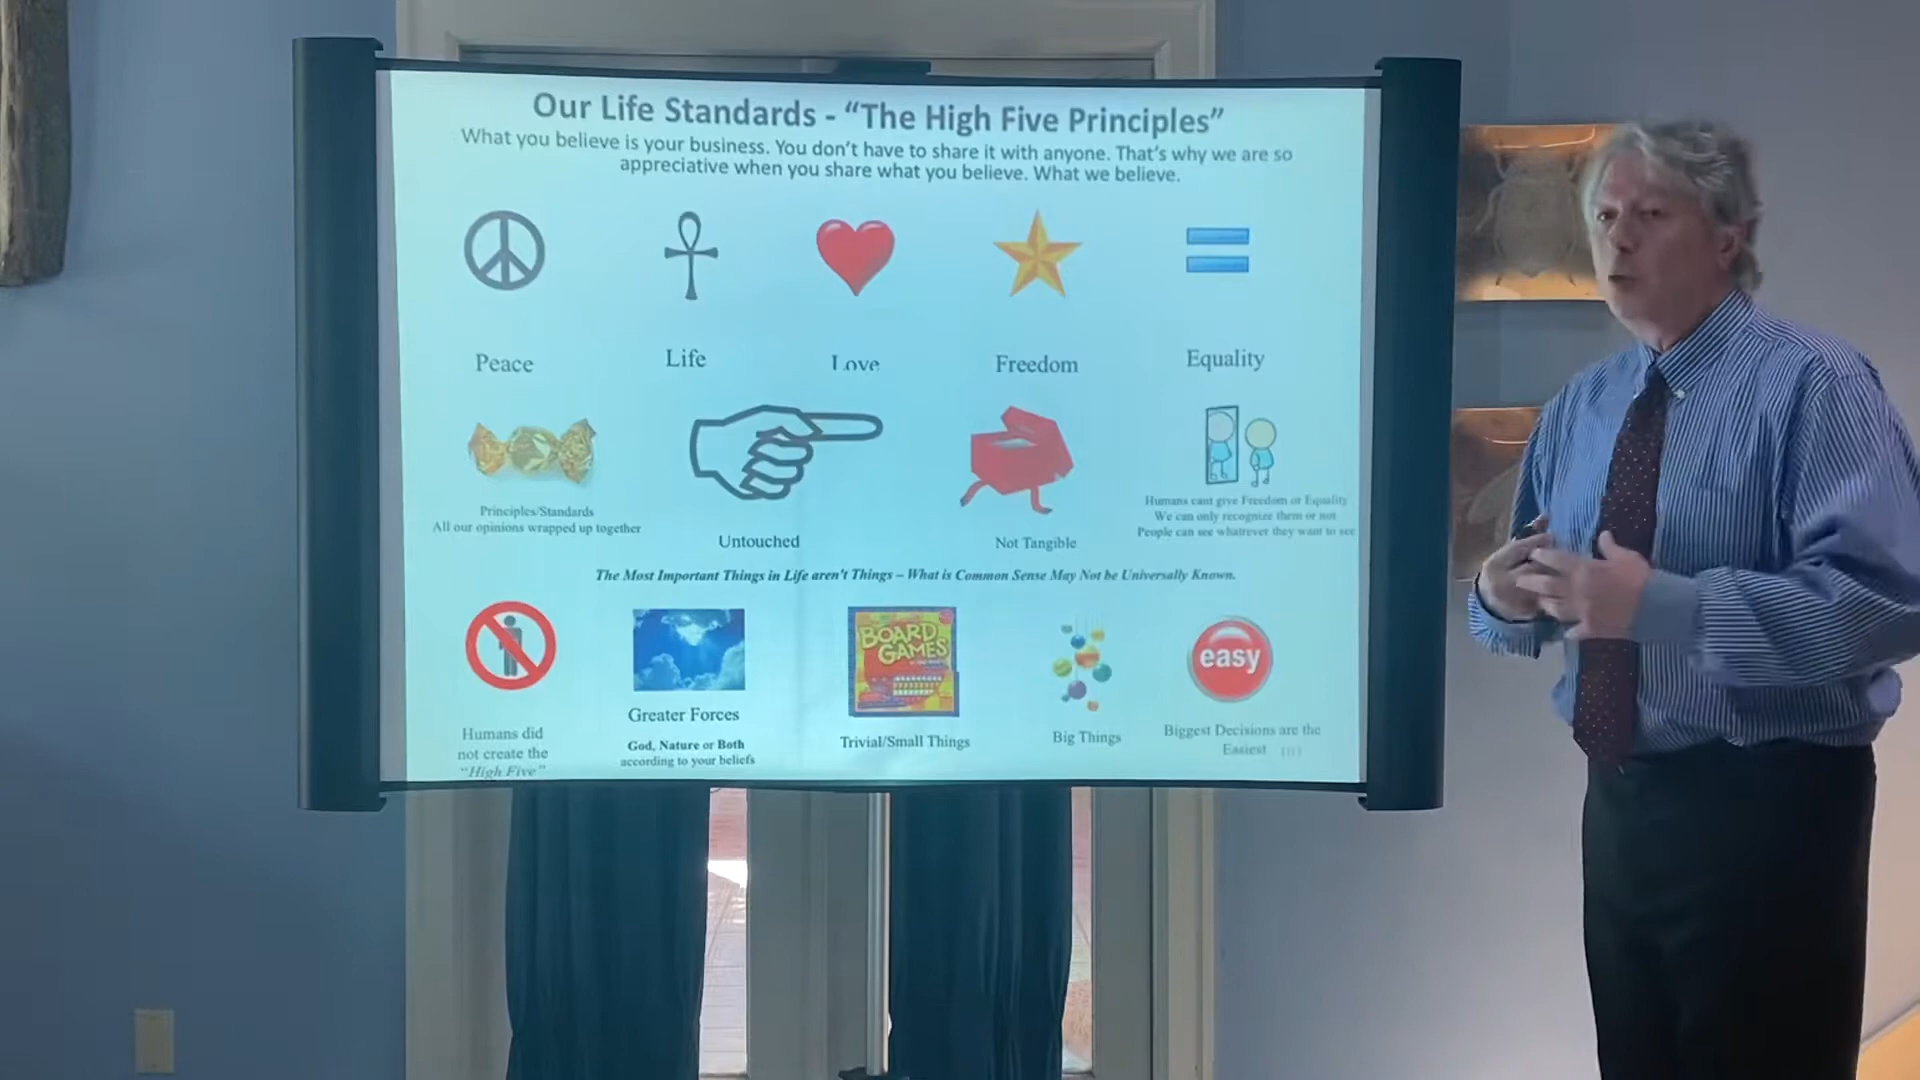 Our Life Standards - “The High Five Principles”
What you believe is your business. You don’t have to share it with anyone. That’s why we are so
appreciative when you share what you believe. What we believe.
Peace
Life
Love
Freedom
Equality
Principles/Standards
All our opinions wrapped up together
Untouched
Not Tangible
Humans cant give Freedom or Equality
We can only recognize them or not
People can see whatever they want to see
The Most Important Things in Life aren't Things – What is Common Sense May Not be Universally Known.
BOARD
GAMES
easy
Humans did
not create the
“High Five”
Greater Forces
God, Nature or Both
according to your beliefs
Trivial/Small Things
Big Things
Biggest Decisions are the
Easiest